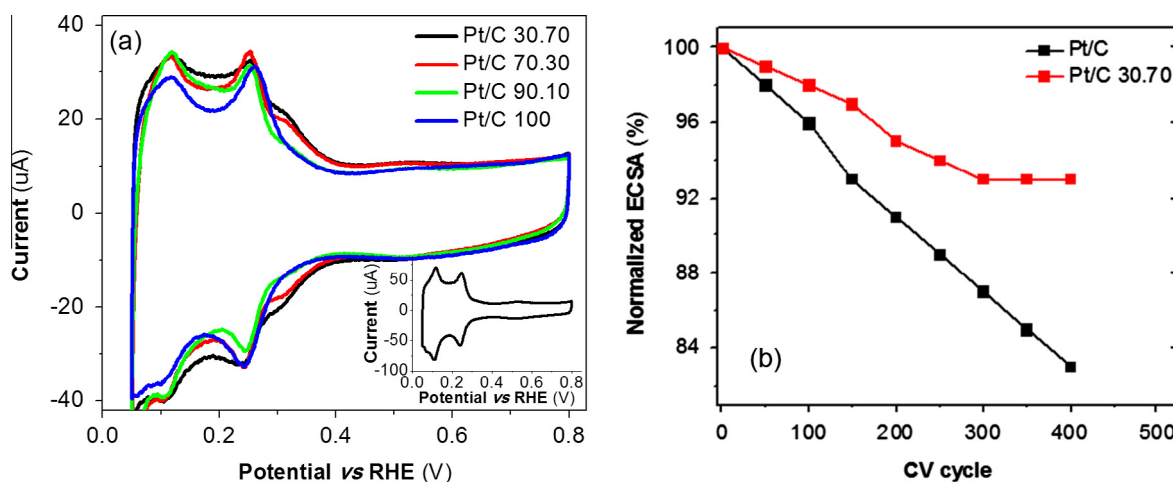 (a)
Pt/C 30.70
Pt/C 70.30
Pt/C 90.10
Pt/C 100
40
20
0
-20
-40
Current (uA)
0.0
0.2
0.4
0.6
0.8
Potential vs RHE (V)
50
0
-50
-100
Current (uA)
0.0 0.2 0.4 0.6 0.8
Potential vs RHE (V)
(b)
Pt/C
Pt/C 30.70
100
96
92
88
84
Normalized ECSA (%)
0
100
200
300
400
500
CV cycle